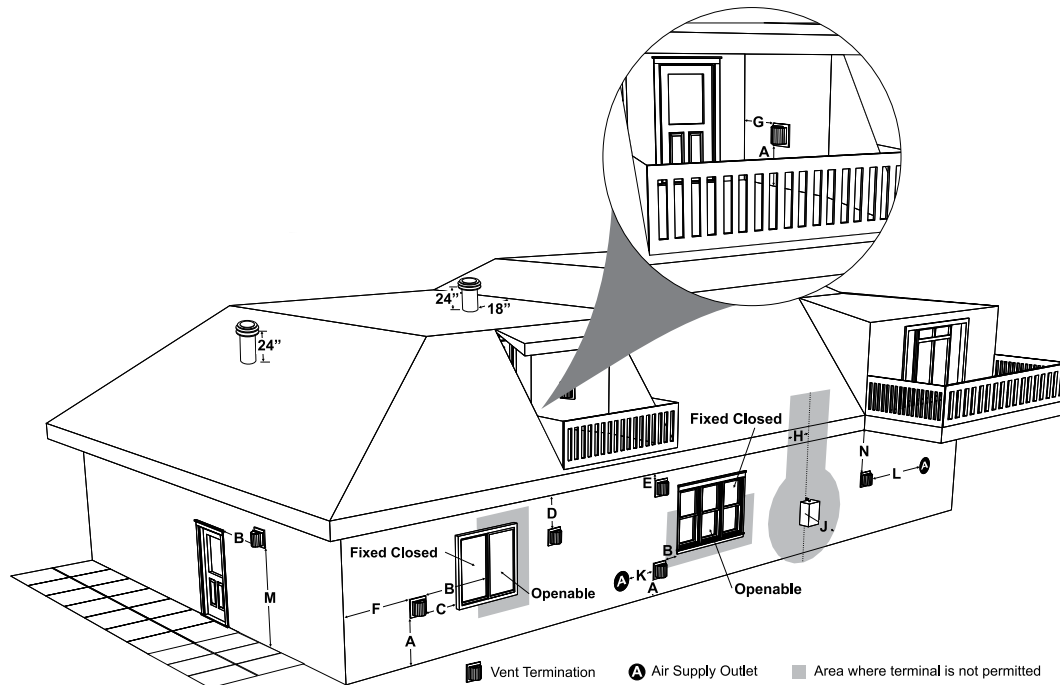 G
A
24”
18”
24”
Fixed Closed
H
N
L
A
E
D
B
J
Fixed Closed
B
K
A
A
Openable
B
Openable
F
C
M
A
Vent Termination
A Air Supply Outlet
Area where terminal is not permitted